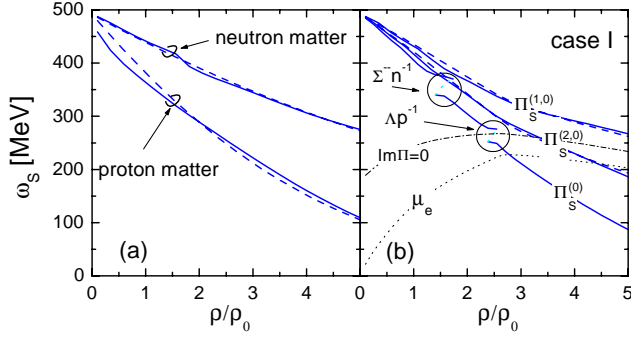 500
400
300
200
100
0
ω_S [MeV]
neutron matter
proton matter
(a)
0 1 2 3 4
ρ/ρ_0
case I
Σ⁻n⁻¹
Λp⁻¹
ImΠ=0
μ_e
Π_S^(1,0)
Π_S^(2,0)
Π_S^(0)
(b)
0 1 2 3 4 5
ρ/ρ_0